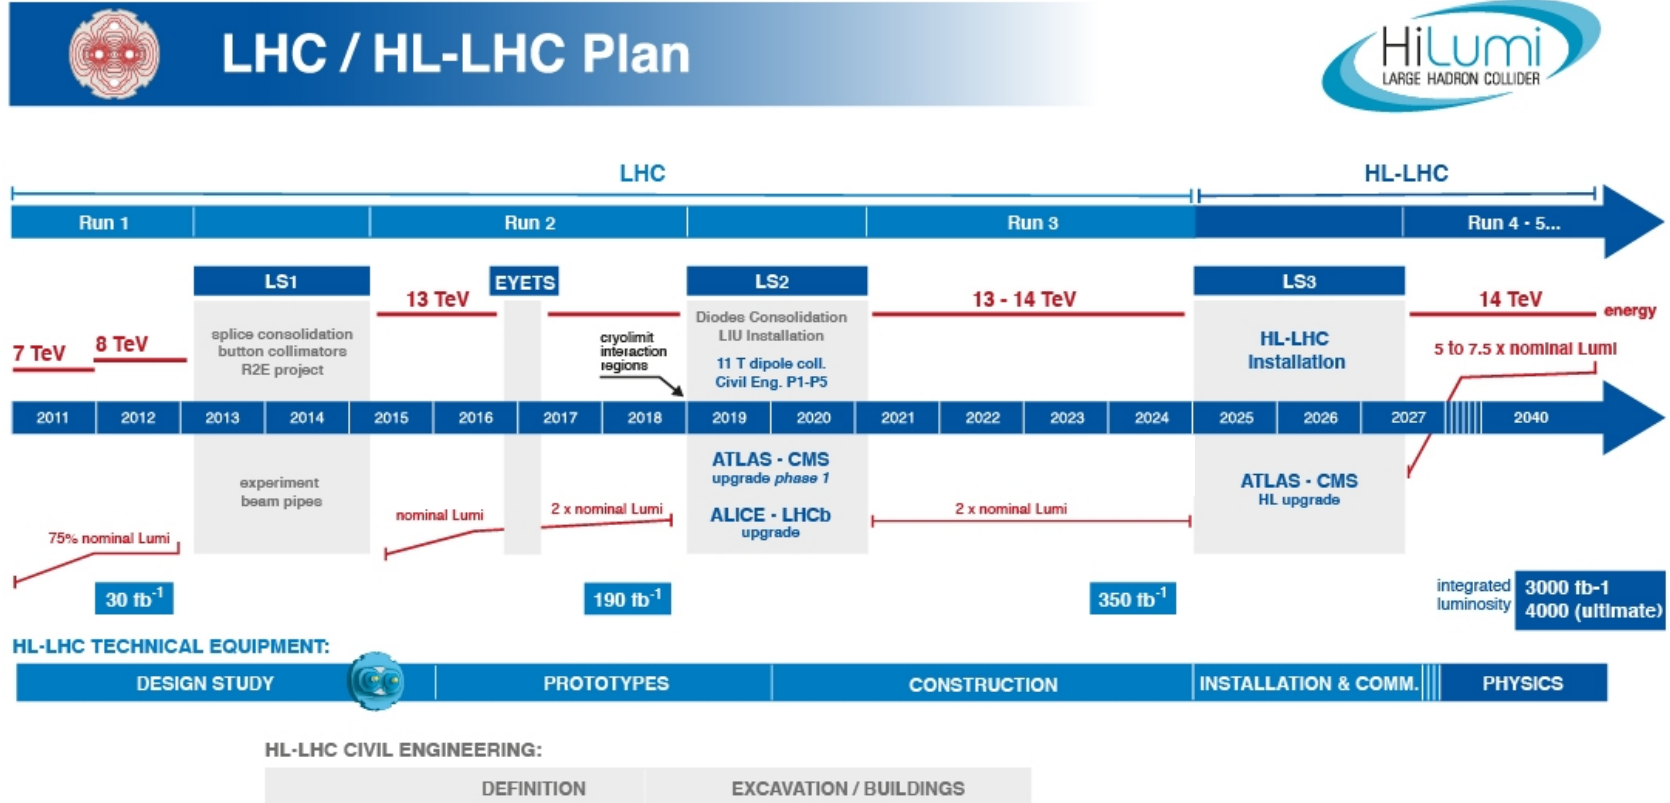 LHC / HL-LHC Plan
HiLumi
LARGE HADRON COLLIDER
LHC
HL-LHC
Run 1
Run 2
Run 3
Run 4 - 5...
LS1
EYETS
LS2
LS3
13 TeV
13 - 14 TeV
14 TeV
energy
7 TeV
8 TeV
splice consolidation
button collimators
R2E project
cryolimit
interaction
regions
Diodes Consolidation
LIU Installation
11 T dipole coll.
Civil Eng. P1-P5
HL-LHC
Installation
5 to 7.5 x nominal Lumi
2011 2012 2013 2014 2015 2016 2017 2018 2019 2020 2021 2022 2023 2024 2025 2026 2027 2040
experiment
beam pipes
ATLAS - CMS
upgrade phase 1
ALICE - LHCb
upgrade
ATLAS - CMS
HL upgrade
75% nominal Lumi
nominal Lumi
2 x nominal Lumi
2 x nominal Lumi
30 fb-1
190 fb-1
350 fb-1
integrated
luminosity
3000 fb-1
4000 (ultimate)
HL-LHC TECHNICAL EQUIPMENT:
DESIGN STUDY
PROTOTYPES
CONSTRUCTION
INSTALLATION & COMM.
PHYSICS
HL-LHC CIVIL ENGINEERING:
DEFINITION
EXCAVATION / BUILDINGS